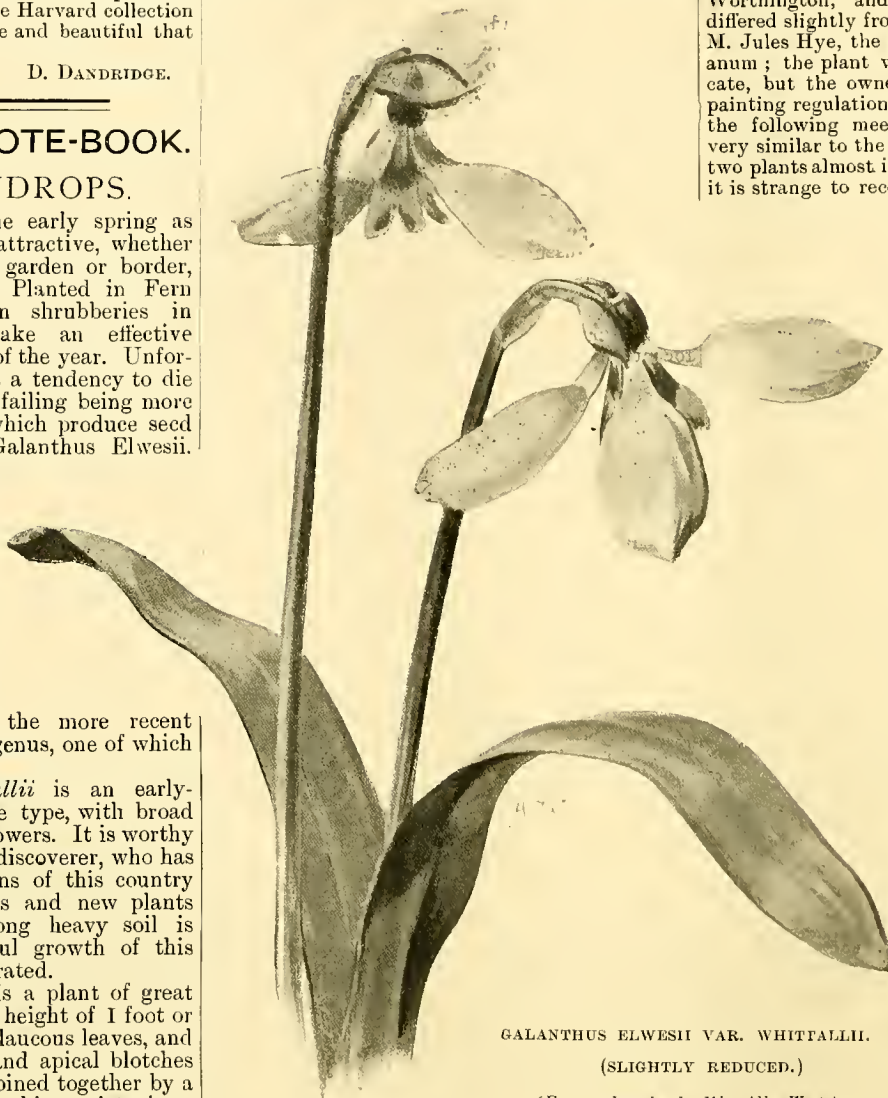 e Harvard collection
e and beautiful that
D. DANDRIDGE.
OTE-BOOK.
DROPS.
e early spring as
attractive, whether
garden or border,
Planted in Fern
n shrubberies in
ake an effective
of the year. Unfor-
a tendency to die
failing being more
which produce seed
Galanthus Elwesii.
the more recent
genus, one of which
llii is an early-
e type, with broad
owers. It is worthy
discoverer, who has
ns of this country
s and new plants
ong heavy soil is
ul growth of this
rated.
is a plant of great
height of 1 foot or
laucous leaves, and
and apical blotches
oined together by a
Worthington, and
differed slightly fro
M. Jules Hye, the
anum ; the plant v
cate, but the owne
painting regulation
the following mee
very similar to the
two plants almost i
it is strange to rec
GALANTHUS ELWESII VAR. WHITTALLII.
(SLIGHTLY REDUCED.)